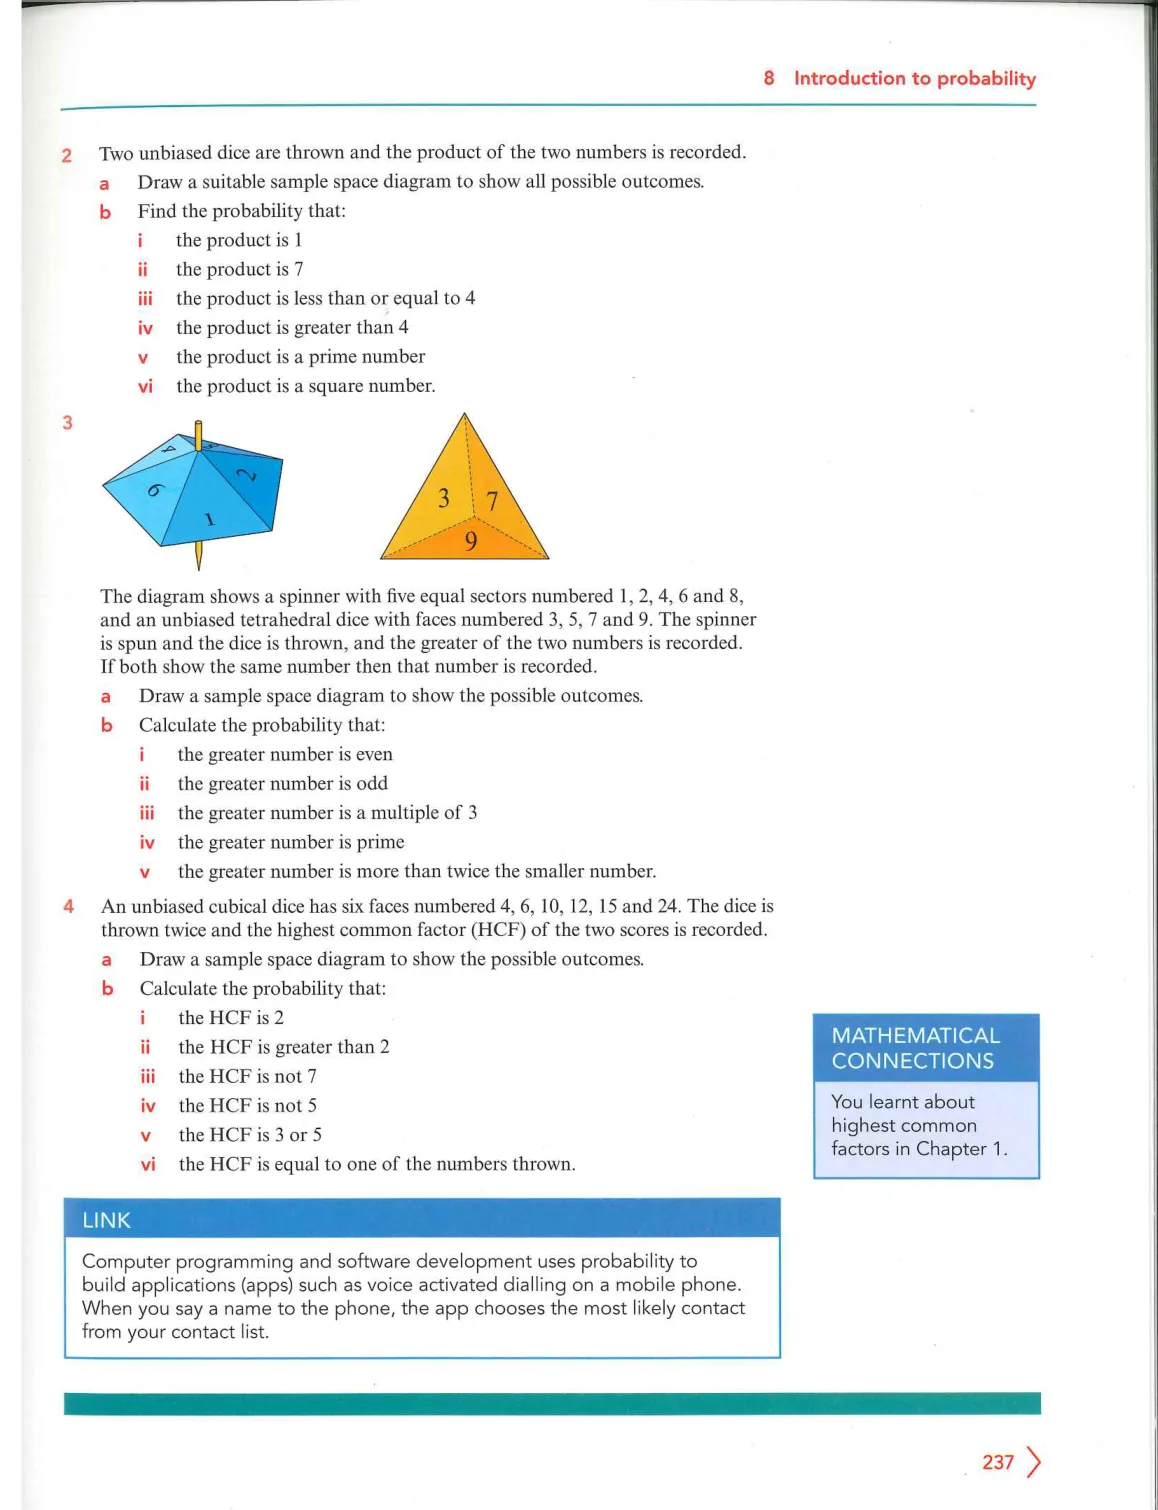 8 Introduction to probability
2 Two unbiased dice are thrown and the product of the two numbers is recorded.
a Draw a suitable sample space diagram to show all possible outcomes.
b Find the probability that:
i the product is 1
ii the product is 7
iii the product is less than or equal to 4
iv the product is greater than 4
v the product is a prime number
vi the product is a square number.
3
4
2
6
1
3 7
9
The diagram shows a spinner with five equal sectors numbered 1, 2, 4, 6 and 8,
and an unbiased tetrahedral dice with faces numbered 3, 5, 7 and 9. The spinner
is spun and the dice is thrown, and the greater of the two numbers is recorded.
If both show the same number then that number is recorded.
a Draw a sample space diagram to show the possible outcomes.
b Calculate the probability that:
i the greater number is even
ii the greater number is odd
iii the greater number is a multiple of 3
iv the greater number is prime
v the greater number is more than twice the smaller number.
4 An unbiased cubical dice has six faces numbered 4, 6, 10, 12, 15 and 24. The dice is
thrown twice and the highest common factor (HCF) of the two scores is recorded.
a Draw a sample space diagram to show the possible outcomes.
b Calculate the probability that:
i the HCF is 2
ii the HCF is greater than 2
iii the HCF is not 7
iv the HCF is not 5
v the HCF is 3 or 5
vi the HCF is equal to one of the numbers thrown.
MATHEMATICAL
CONNECTIONS
You learnt about
highest common
factors in Chapter 1.
LINK
Computer programming and software development uses probability to
build applications (apps) such as voice activated dialling on a mobile phone.
When you say a name to the phone, the app chooses the most likely contact
from your contact list.
237